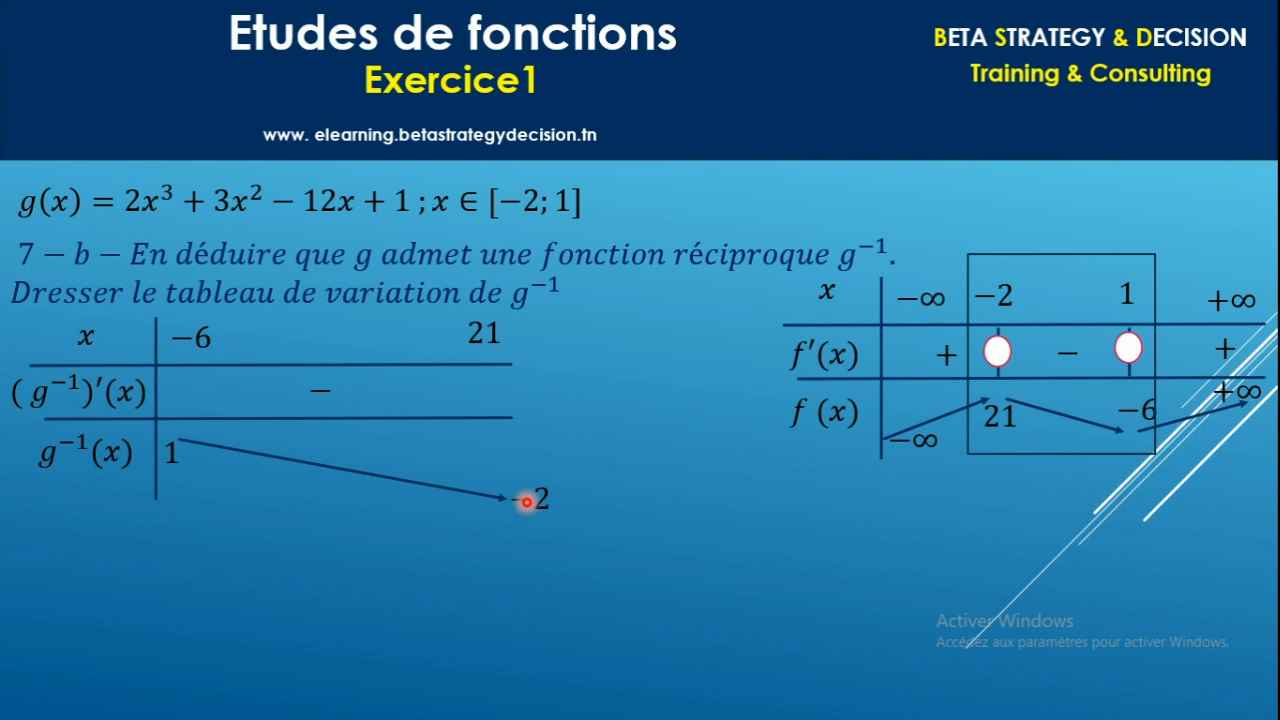 Etudes de fonctions
Exercice1
www. elearning.betastrategydecision.tn
BETA STRATEGY & DECISION
Training & Consulting
g(x) = 2x³ + 3x² − 12x + 1 ; x ∈ [−2; 1]
7 − b − En déduire que g admet une fonction réciproque g⁻¹.
Dresser le tableau de variation de g⁻¹
x −6 21
( g⁻¹)′(x) −
g⁻¹(x) 1
−2
x −∞ −2 1 +∞
f′(x) + − +
+∞
f (x) 21 −6
−∞
Activer Windows
Accédez aux paramètres pour activer Windows.